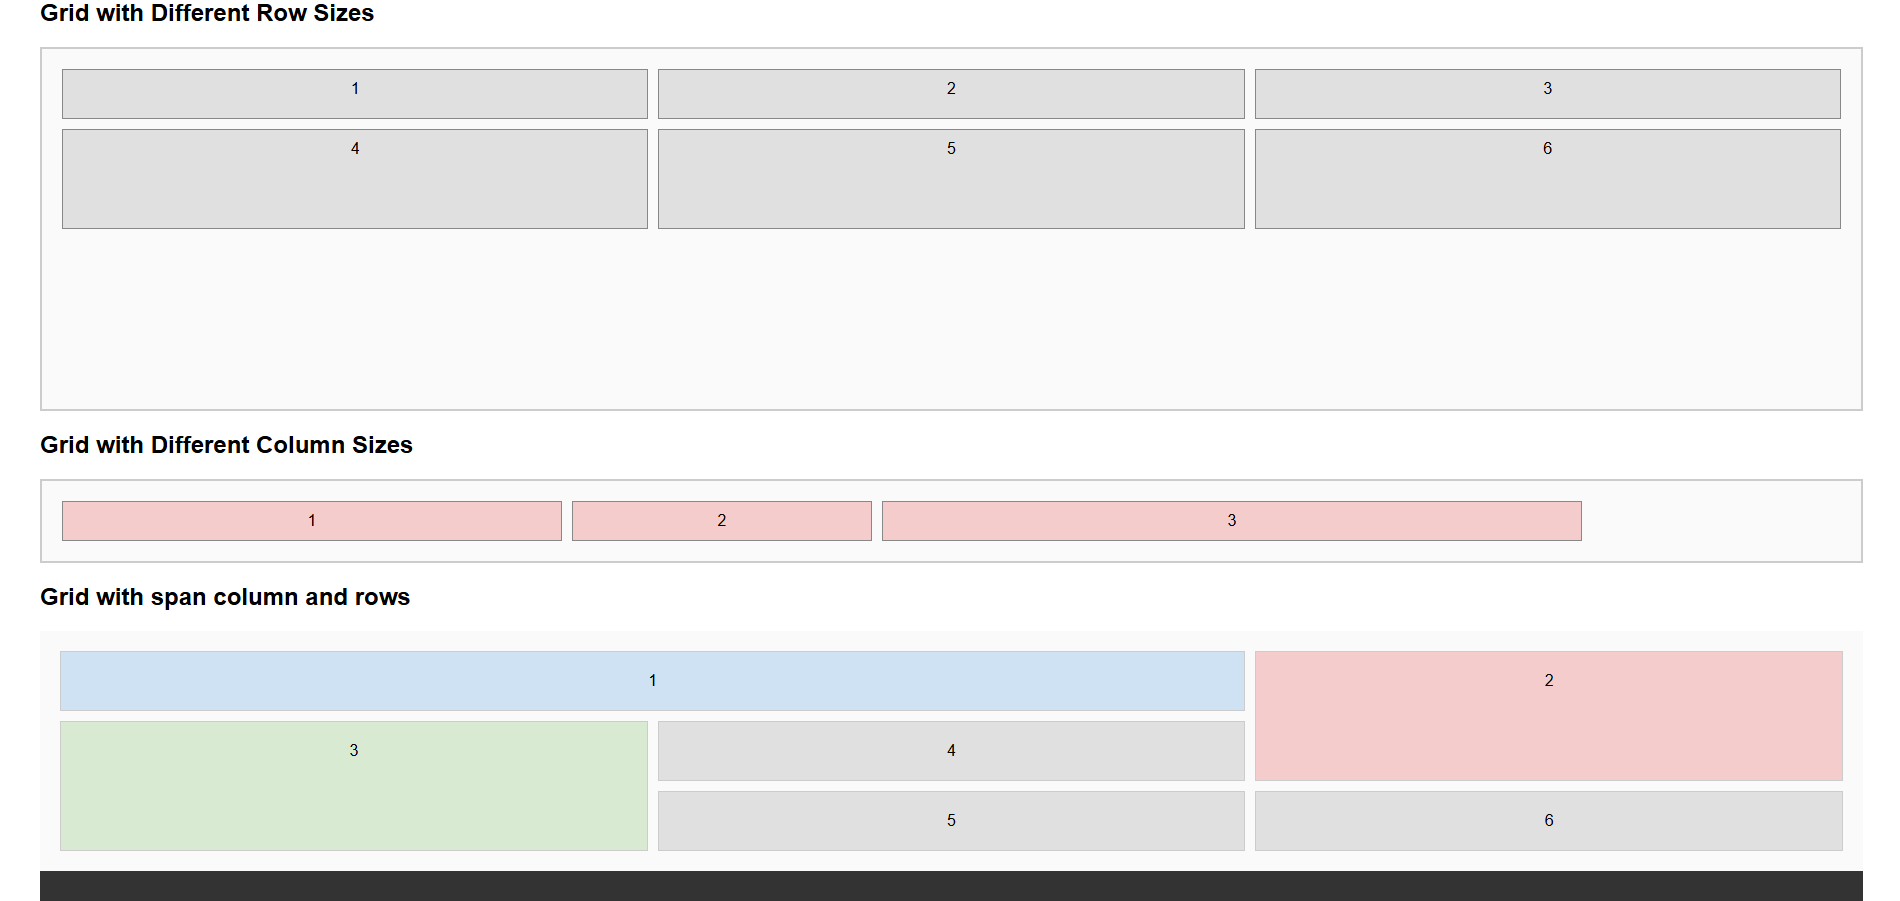 Grid with Different Row Sizes
1 2 3
4 5 6
Grid with Different Column Sizes
1 2 3
Grid with span column and rows
1 2
3 4
5 6